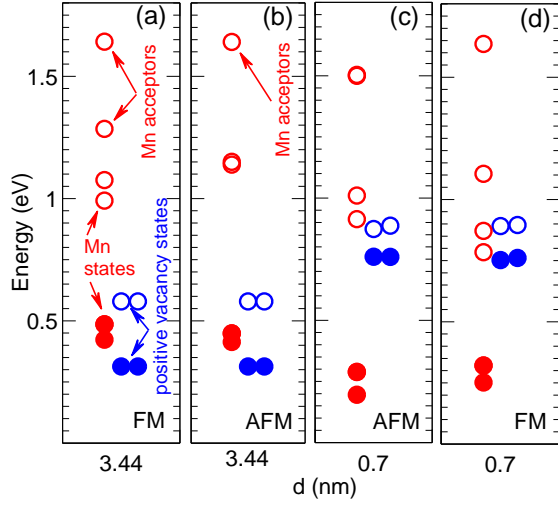 (a)
(b)
(c)
(d)
Energy (eV)
1.5
1
0.5
Mn acceptors
Mn
states
positive vacancy states
Mn acceptors
FM
AFM
AFM
FM
3.44
3.44
0.7
0.7
d (nm)